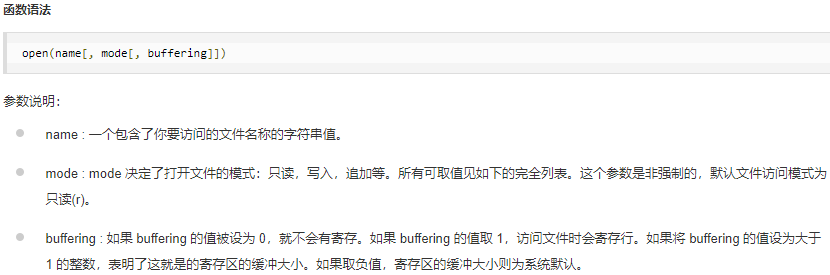 函数语法
open(name[, mode[, buffering]])
参数说明：
name : 一个包含了你要访问的文件名称的字符串值。
mode : mode 决定了打开文件的模式：只读，写入，追加等。所有可取值见如下的完全列表。这个参数是非强制的，默认文件访问模式为
只读(r)。
buffering : 如果 buffering 的值被设为 0，就不会有寄存。如果 buffering 的值取 1，访问文件时会寄存行。如果将 buffering 的值设为大于
1 的整数，表明了这就是的寄存区的缓冲大小。如果取负值，寄存区的缓冲大小则为系统默认。